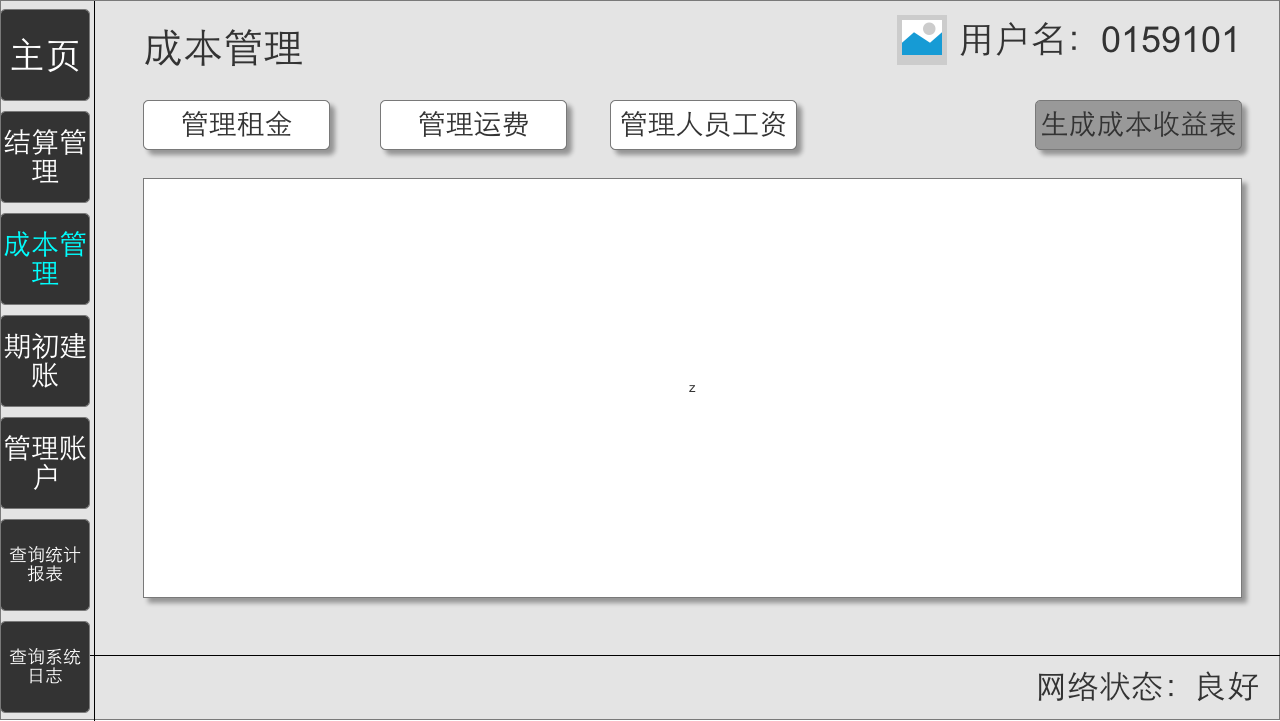 主页
结算管
理
成本管
理
期初建
账
管理账
户
查询统计
报表
查询系统
日志
成本管理
用户名：0159101
管理租金
管理运费
管理人员工资
生成成本收益表
z
网络状态：良好